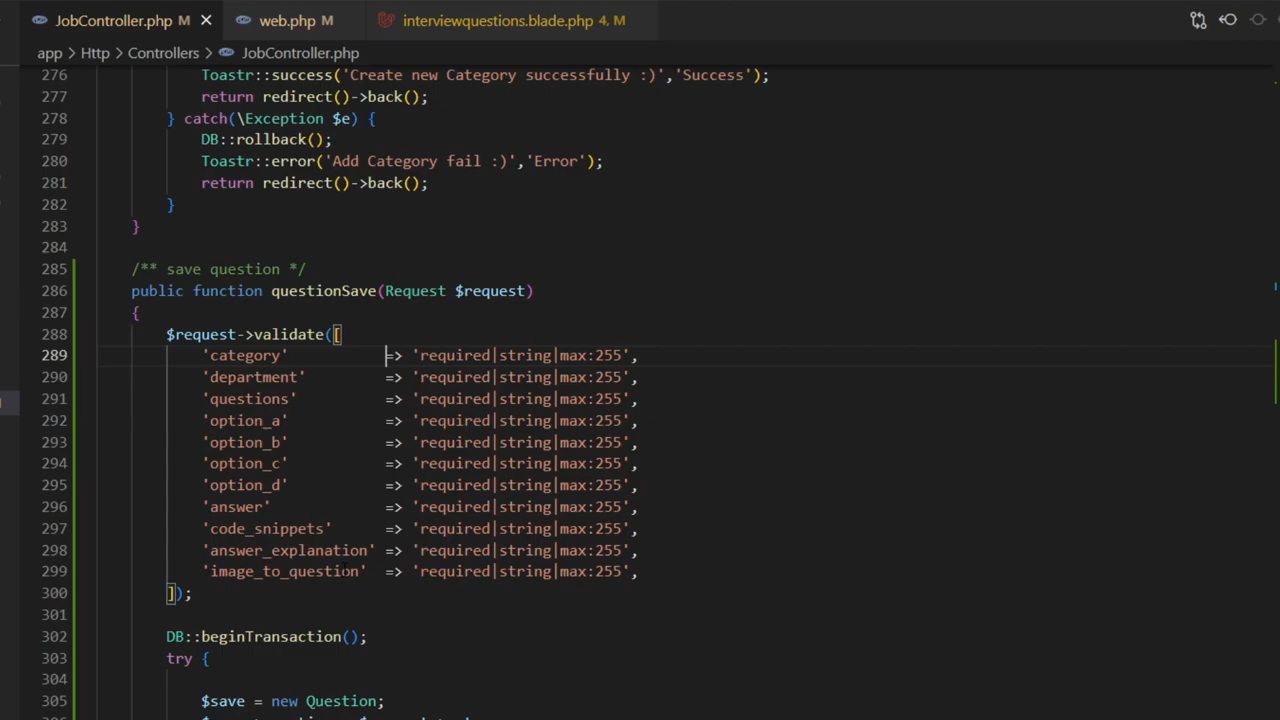 JobController.php M × web.php M interviewquestions.blade.php 4, M
app > Http > Controllers > JobController.php
276 Toastr::success('Create new Category successfully :)','Success');
277 return redirect()->back();
278 } catch(\Exception $e) {
279 DB::rollback();
280 Toastr::error('Add Category fail :)','Error');
281 return redirect()->back();
282 }
283 }
284
285 /** save question */
286 public function questionSave(Request $request)
287 {
288 $request->validate([
289 'category' => 'required|string|max:255',
290 'department' => 'required|string|max:255',
291 'questions' => 'required|string|max:255',
292 'option_a' => 'required|string|max:255',
293 'option_b' => 'required|string|max:255',
294 'option_c' => 'required|string|max:255',
295 'option_d' => 'required|string|max:255',
296 'answer' => 'required|string|max:255',
297 'code_snippets' => 'required|string|max:255',
298 'answer_explanation' => 'required|string|max:255',
299 'image_to_question' => 'required|string|max:255',
300 ]);
301
302 DB::beginTransaction();
303 try {
304
305 $save = new Question;